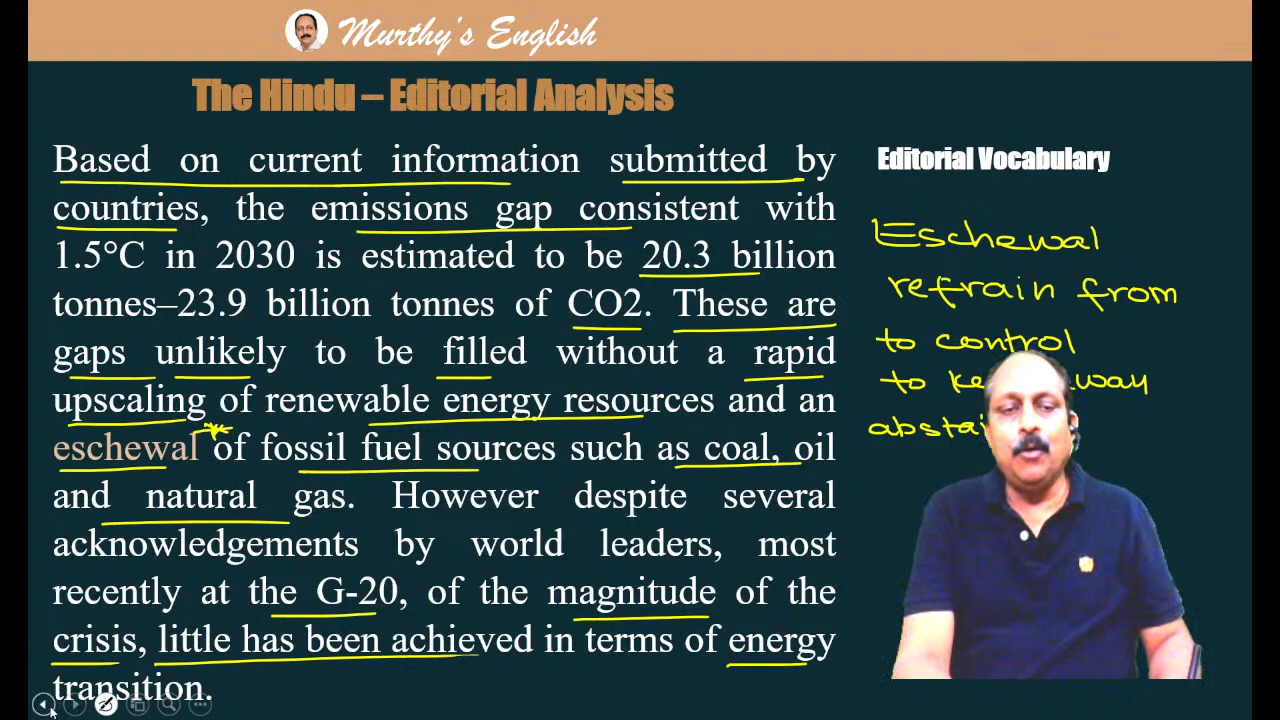 Murthy's English
The Hindu – Editorial Analysis
Based on current information submitted by
countries, the emissions gap consistent with
1.5°C in 2030 is estimated to be 20.3 billion
tonnes–23.9 billion tonnes of CO2. These are
gaps unlikely to be filled without a rapid
upscaling of renewable energy resources and an
eschewal of fossil fuel sources such as coal, oil
and natural gas. However despite several
acknowledgements by world leaders, most
recently at the G-20, of the magnitude of the
crisis, little has been achieved in terms of energy
transition.
Editorial Vocabulary
Eschewal
refrain from
to control
to